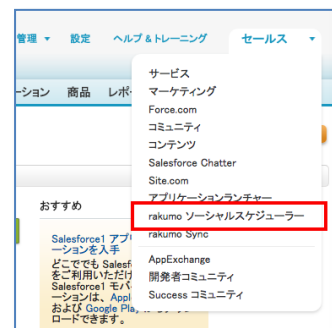 管理 設定 ヘルプ & トレーニング セールス
ーション 商品 レポ
サービス
マーケティング
Force.com
コミュニティ
コンテンツ
Salesforce Chatter
Site.com
アプリケーションランチャー
rakumo ソーシャルスケジューラー
rakumo Sync
AppExchange
開発者コミュニティ
Success コミュニティ
おすすめ
Salesforce1 アプ
ーションを入手
どこででも Salesf
をご利用いただけ
Salesforce1 モバ
ーションは、Appl
および Google Pla
ロードできます。